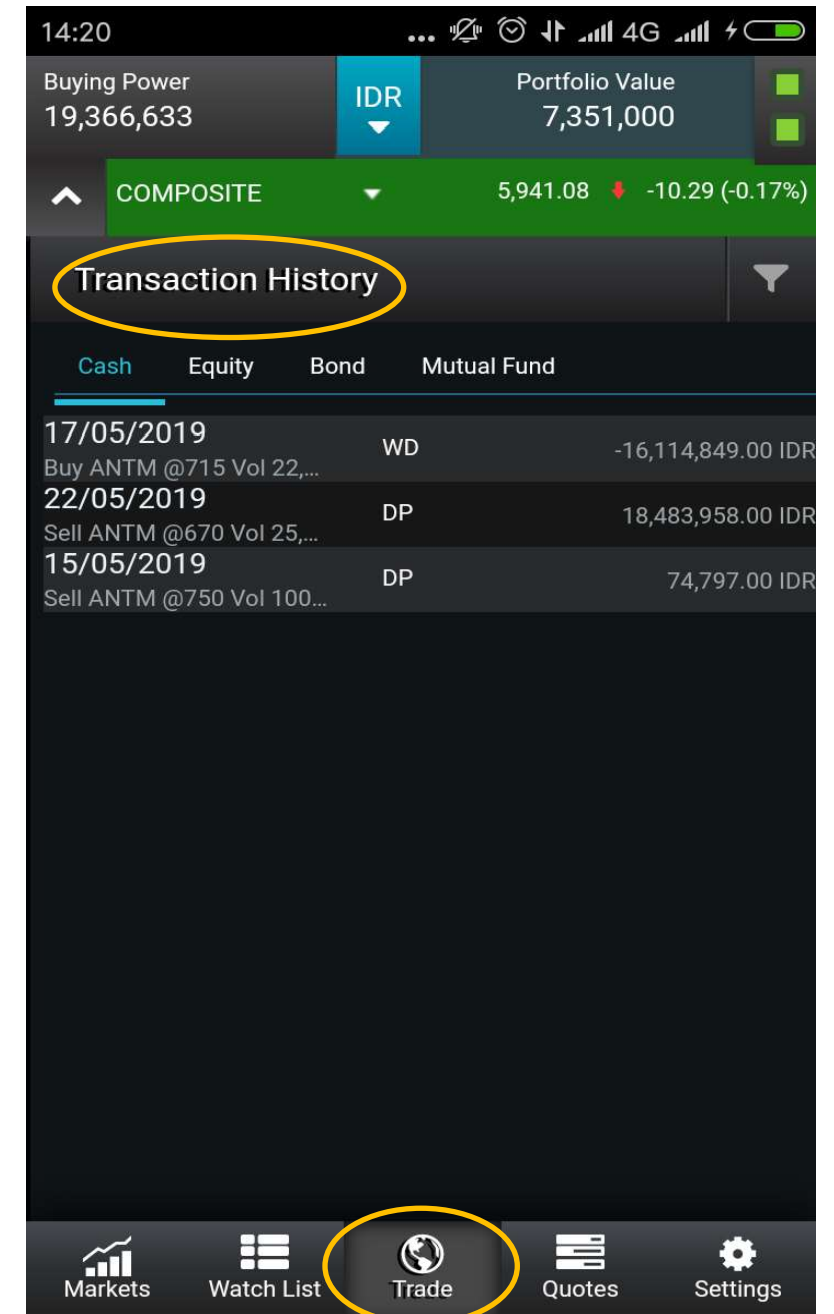 14:20 ... 4G
Buying Power IDR Portfolio Value
19,366,633 7,351,000
COMPOSITE 5,941.08 -10.29 (-0.17%)
Transaction History
Cash Equity Bond Mutual Fund
17/05/2019 WD -16,114,849.00 IDR
Buy ANTM @715 Vol 22,...
22/05/2019 DP 18,483,958.00 IDR
Sell ANTM @670 Vol 25,...
15/05/2019 DP 74,797.00 IDR
Sell ANTM @750 Vol 100...
Markets Watch List Trade Quotes Settings